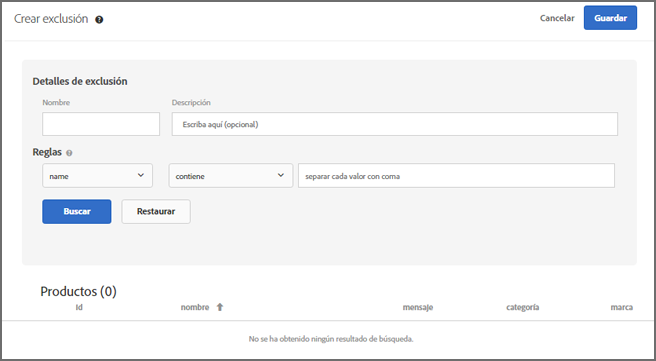 Crear exclusión
Cancelar Guardar
Detalles de exclusión
Nombre Descripción
Escriba aquí (opcional)
Reglas
name contiene separar cada valor con coma
Buscar Restaurar
Productos (0)
id nombre mensaje categoría marca
No se ha obtenido ningún resultado de búsqueda.